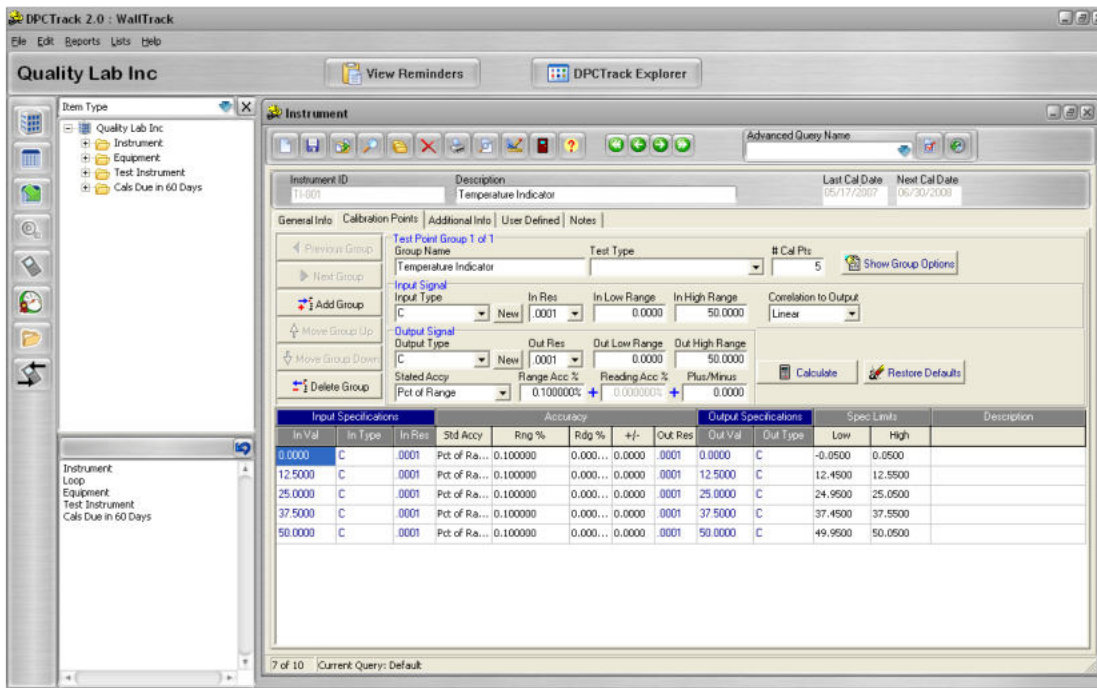 DPCTrack 2.0 : WallTrack
File Edit Reports Lists Help
Quality Lab Inc
View Reminders
DPCTrack Explorer
Item Type
Quality Lab Inc
Instrument
Equipment
Test Instrument
Cals Due in 60 Days
Instrument
Loop
Equipment
Test Instrument
Cals Due in 60 Days
Instrument
Advanced Query Name
Instrument ID Description Last Cal Date Next Cal Date
TI-001 Temperature Indicator 05/17/2007 06/30/2008
General Info Calibration Points Additional Info User Defined Notes
Previous Group
Next Group
Add Group
Move Group Up
Move Group Down
Delete Group
Test Point Group 1 of 1
Group Name Test Type # Cal Pts
Temperature Indicator 5 Show Group Options
Input Signal
Input Type In Res In Low Range In High Range Correlation to Output
C New .0001 0.0000 50.0000 Linear
Output Signal
Output Type Out Res Out Low Range Out High Range
C New .0001 0.0000 50.0000
Stated Accy Range Acc % Reading Acc % Plus/Minus
Pct of Range 0.100000% + 0.000000% + 0.0000
Calculate Restore Defaults
Input Specifications Accuracy Output Specifications Spec Limits Description
In Val In Type In Res Std Accy Rng % Rdg % +/- Out Res Out Val Out Type Low High
0.0000 C .0001 Pct of Ra... 0.100000 0.000... 0.0000 .0001 0.0000 C -0.0500 0.0500
12.5000 C .0001 Pct of Ra... 0.100000 0.000... 0.0000 .0001 12.5000 C 12.4500 12.5500
25.0000 C .0001 Pct of Ra... 0.100000 0.000... 0.0000 .0001 25.0000 C 24.9500 25.0500
37.5000 C .0001 Pct of Ra... 0.100000 0.000... 0.0000 .0001 37.5000 C 37.4500 37.5500
50.0000 C .0001 Pct of Ra... 0.100000 0.000... 0.0000 .0001 50.0000 C 49.9500 50.0500
7 of 10 Current Query: Default